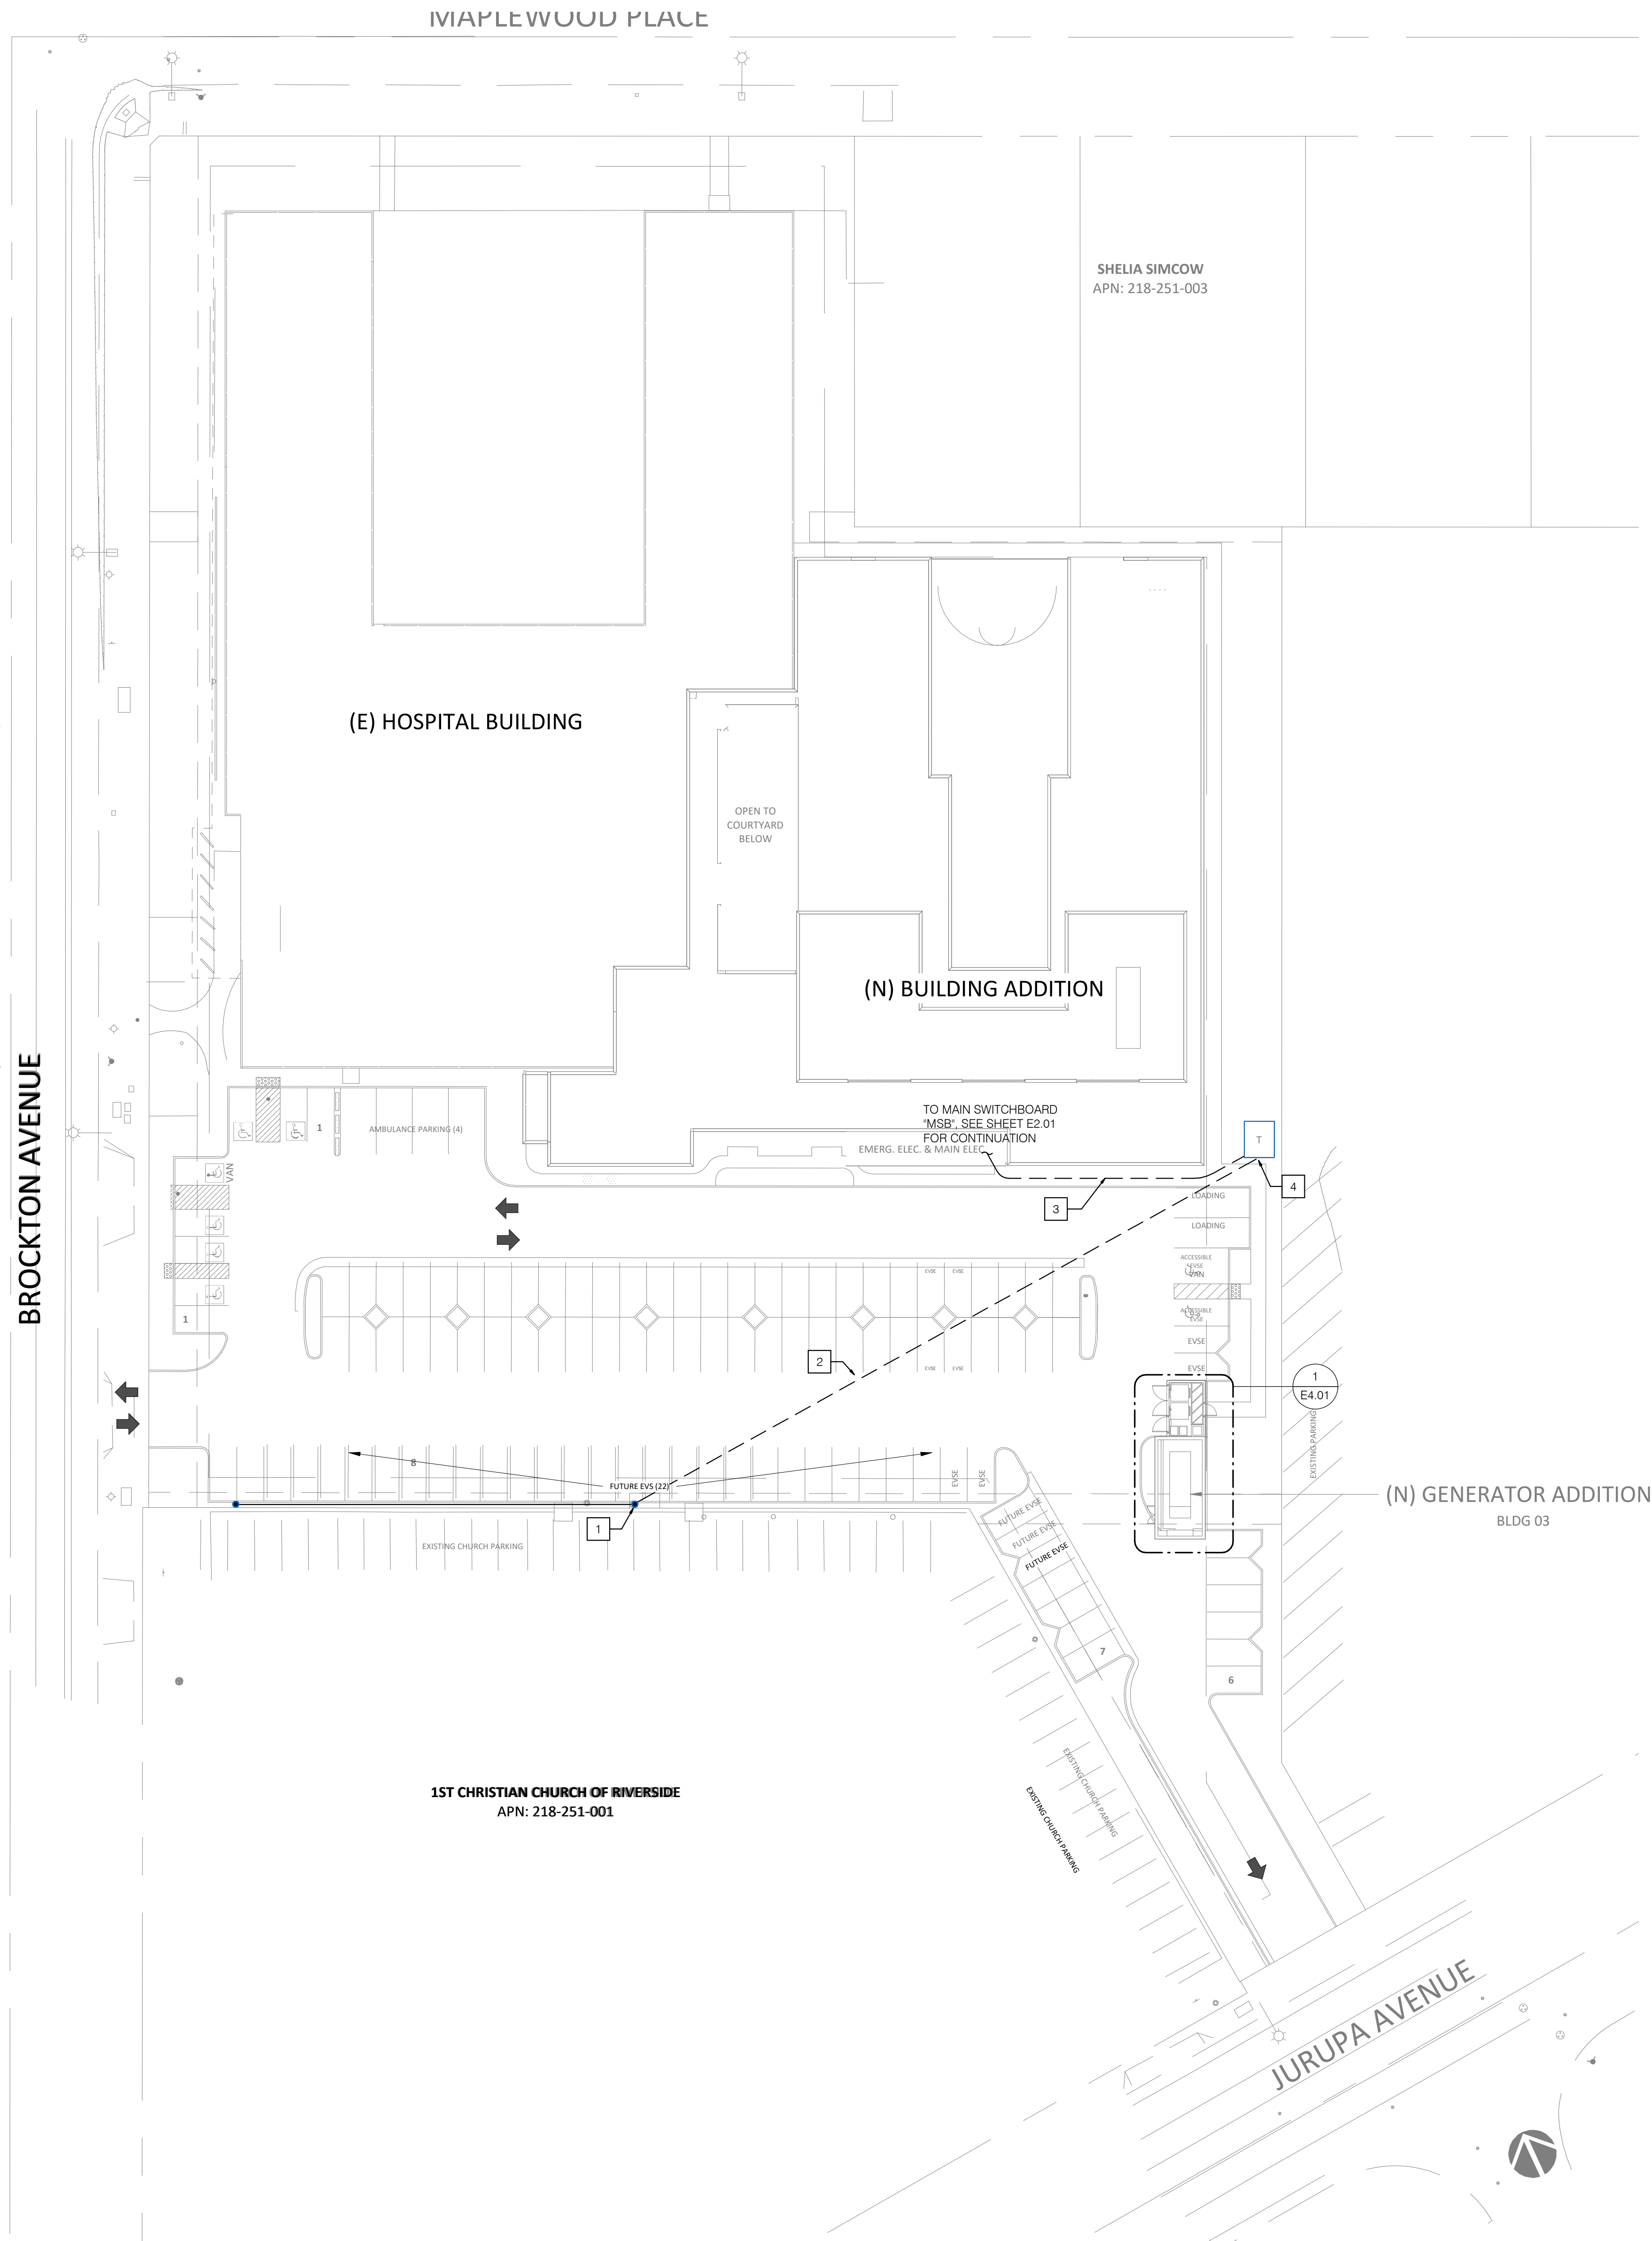 MAPLEWOOD PLACE
SHELIA SIMCOW
APN: 218-251-003
(E) HOSPITAL BUILDING
OPEN TO
COURTYARD
BELOW
(N) BUILDING ADDITION
BROCKTON AVENUE
TO MAIN SWITCHBOARD
"MSB", SEE SHEET E2.01
FOR CONTINUATION
EMERG. ELEC. & MAIN ELEC.
1
AMBULANCE PARKING (4)
VAN
T
4
3
LOADING
LOADING
ACCESSIBLE
EVSE
VAN
ACCESSIBLE
EVSE
EVSE
EVSE
EVSE EVSE
EVSE EVSE
1
2
1
E4.01
EXISTING PARKING
8
FUTURE EVS (22)
EVSE
EVSE
1
EXISTING CHURCH PARKING
FUTURE EVSE
FUTURE EVSE
FUTURE EVSE
(N) GENERATOR ADDITION
BLDG 03
7
6
EXISTING CHURCH PARKING
EXISTING CHURCH PARKING
1ST CHRISTIAN CHURCH OF RIVERSIDE
APN: 218-251-001
JURUPA AVENUE